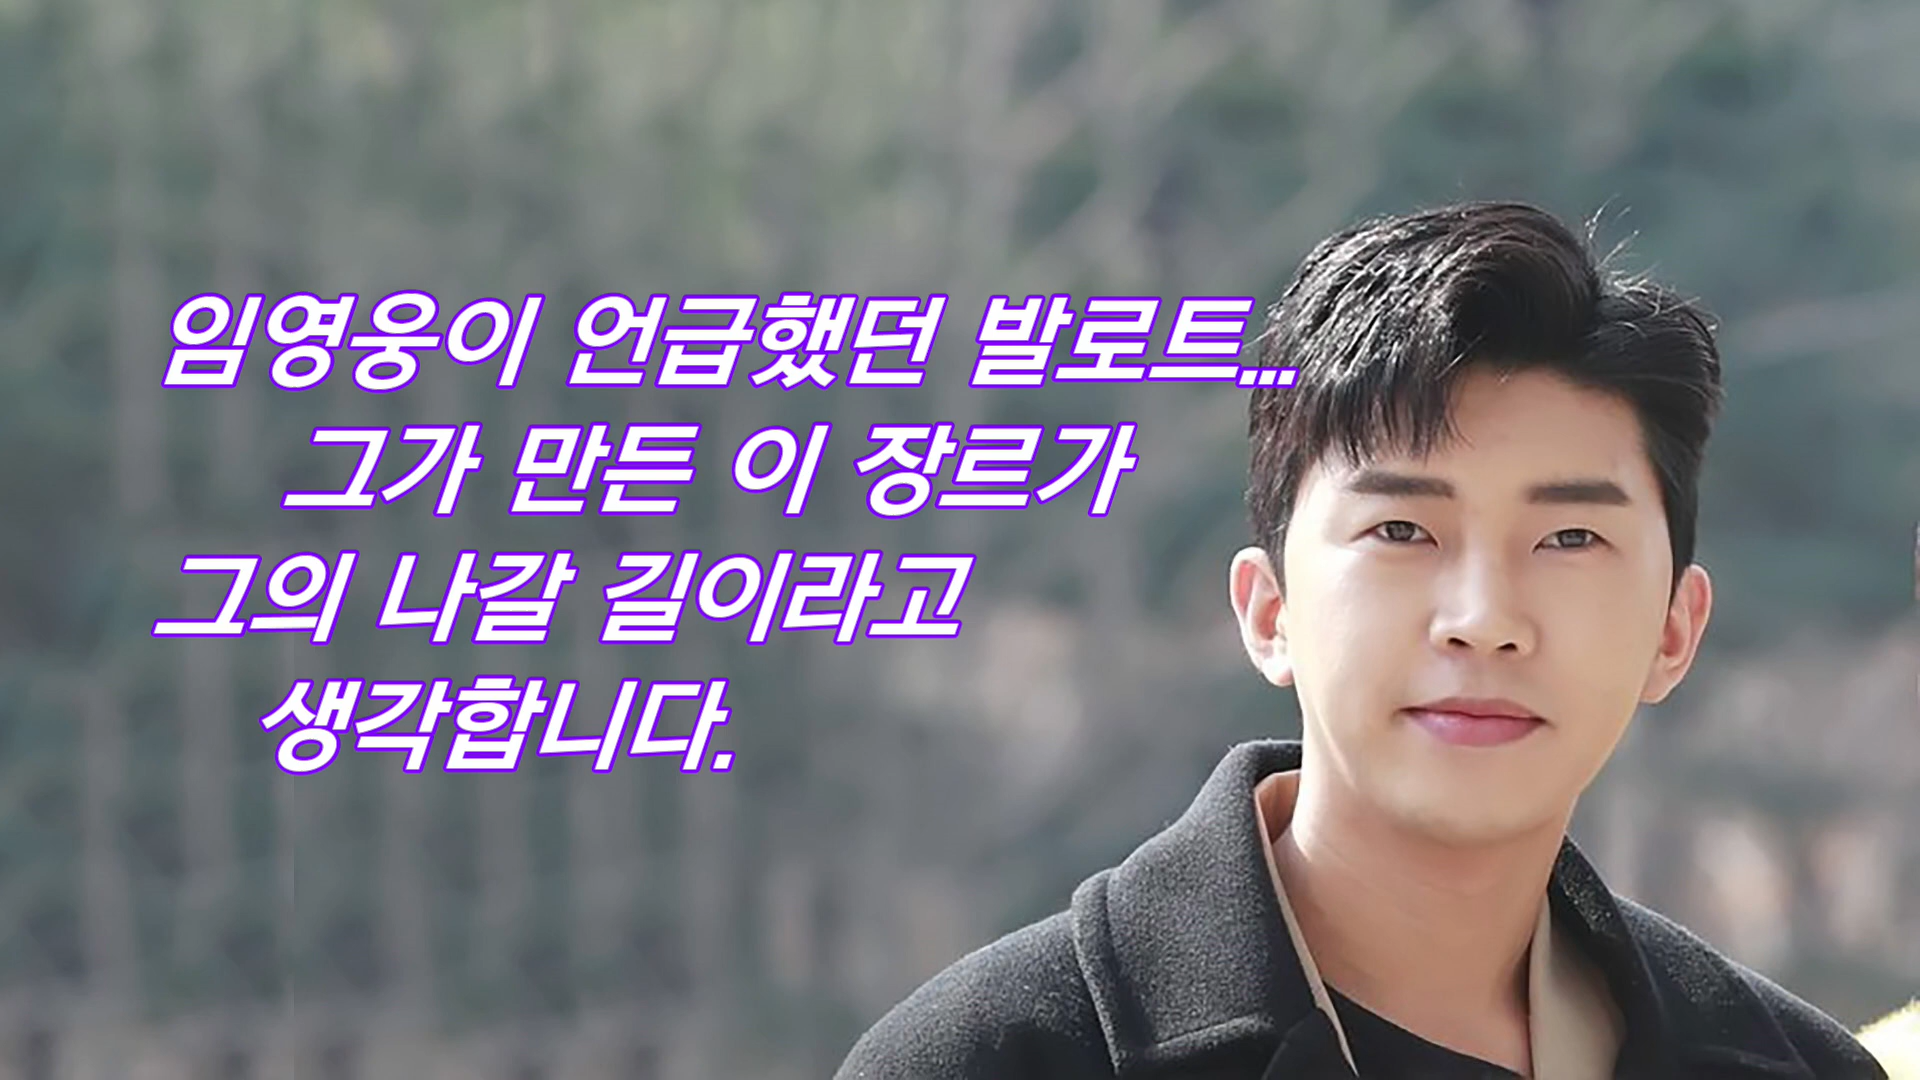 임영웅이 언급했던 발로트...
그가 만든 이 장르가
그의 나갈 길이라고
생각합니다.